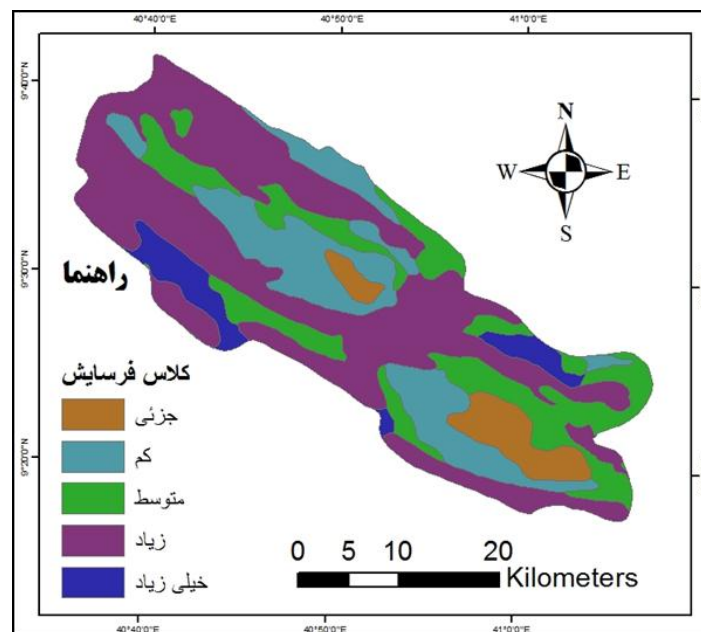 40°40'0"E 40°50'0"E 41°0'0"E
9°40'0"N
N
W E
S
9°30'0"N
راهنما
کلاس فرسایش
جزئی
کم
متوسط
زیاد
خیلی زیاد
9°20'0"N
0 5 10 20
Kilometers
40°40'0"E 40°50'0"E 41°0'0"E